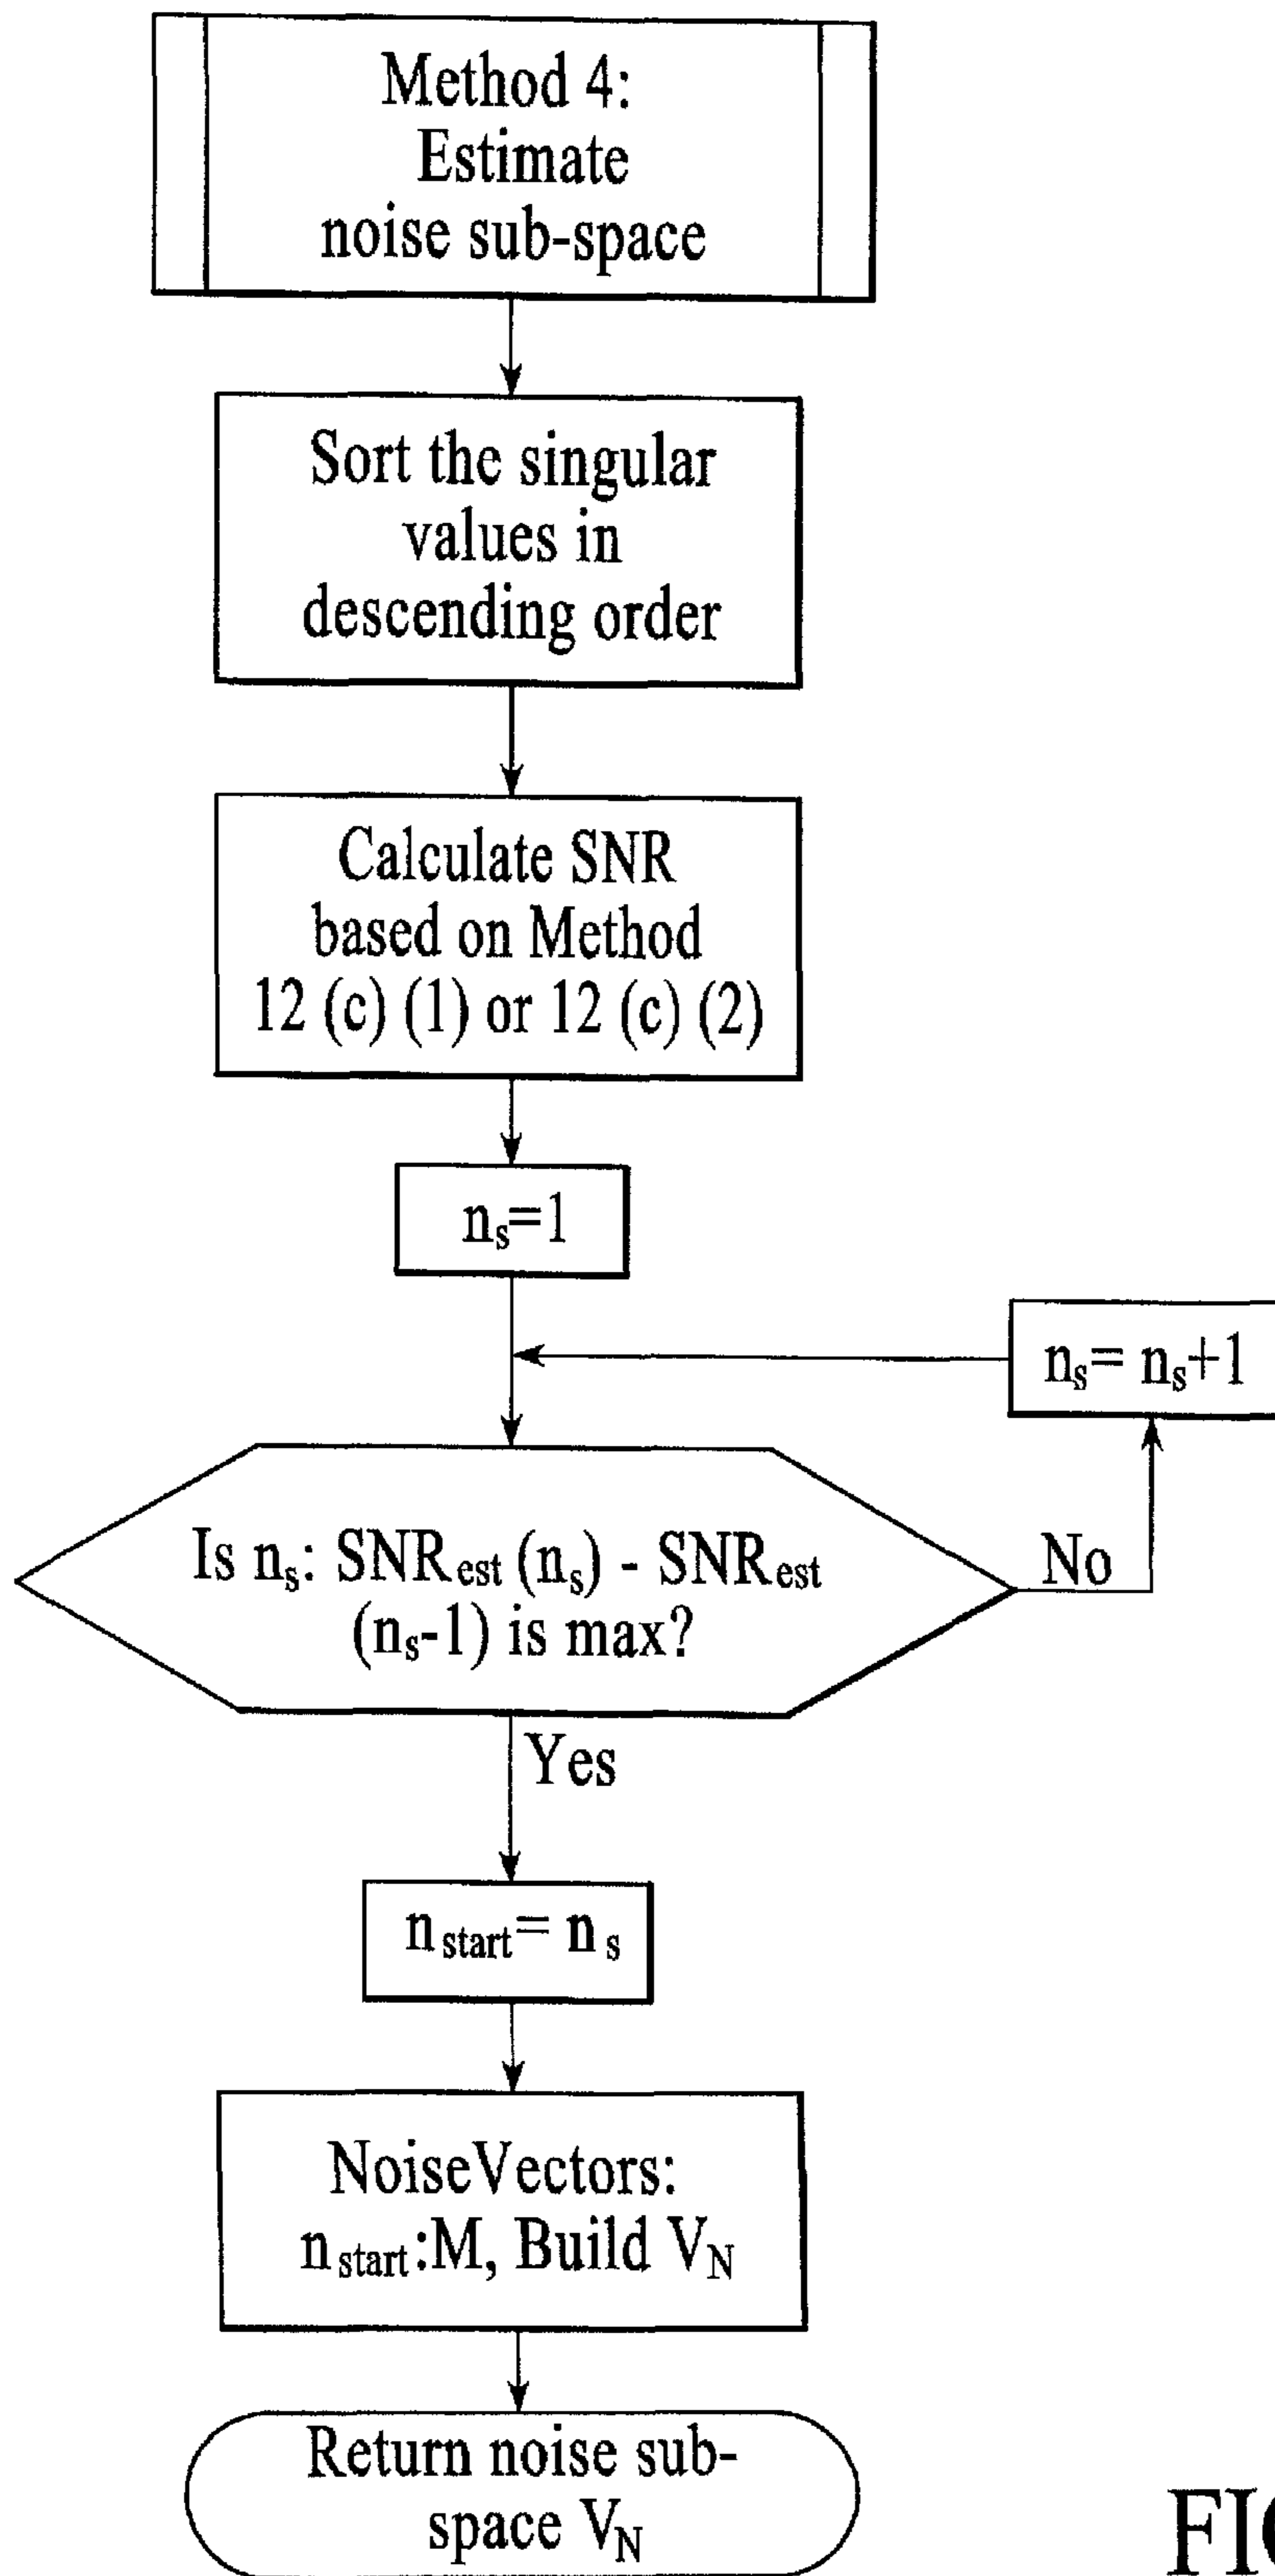 Method 4:
Estimate
noise sub-space
Sort the singular
values in
descending order
Calculate SNR
based on Method
12 (c) (1) or 12 (c) (2)
nₛ=1
nₛ= nₛ+1
Is nₛ: SNRest (nₛ) - SNRest
(nₛ-1) is max?
No
Yes
nstart= nₛ
NoiseVectors:
nstart:M, Build VN
Return noise sub-
space VN